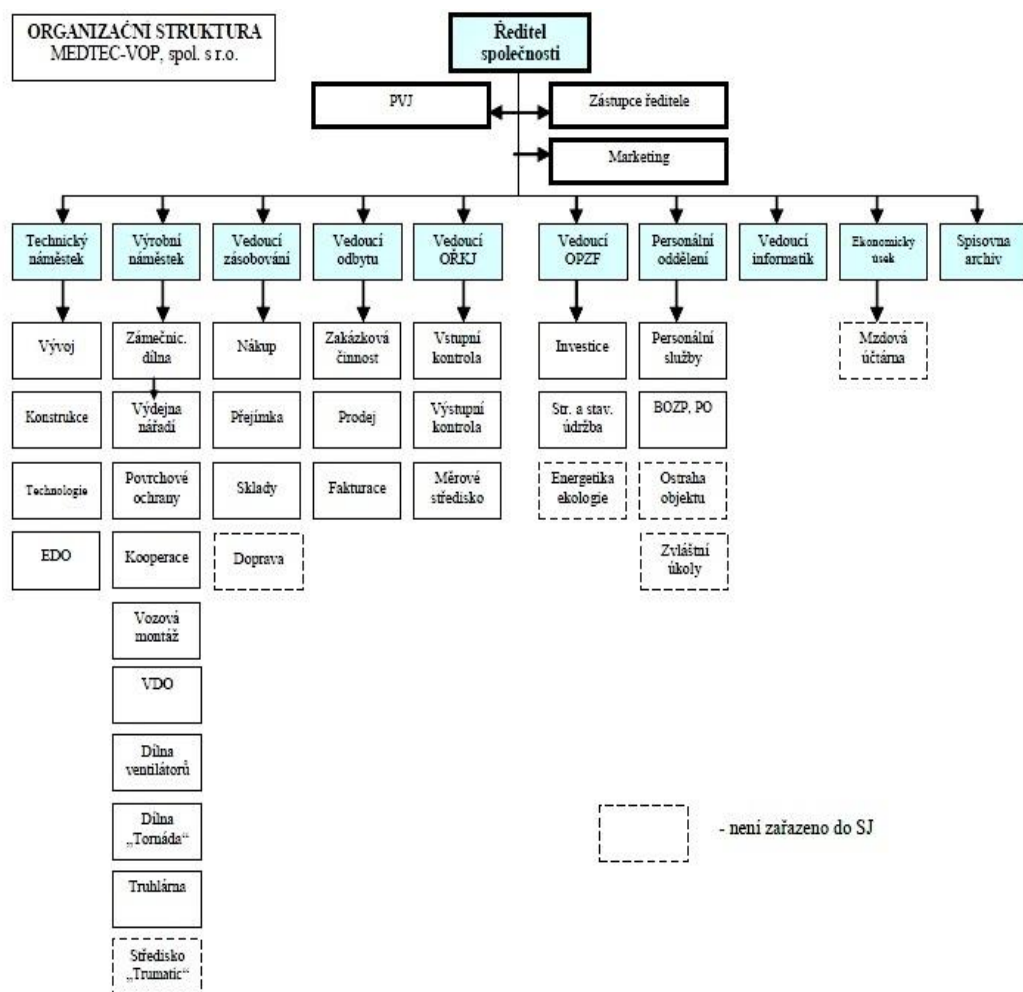 ORGANIZAČNÍ STRUKTURA
MEDTEC-VOP, spol. s r.o.
Ředitel
společnosti
PVJ
Zástupce ředitele
Marketing
Technický
náměstek
Výrobní
náměstek
Vedoucí
zásobování
Vedoucí
odbytu
Vedoucí
OŘKJ
Vedoucí
OPZF
Personální
oddělení
Vedoucí
informatik
Ekonomický
úsek
Spisovna
archiv
Vývoj
Zámečnic.
dílna
Nákup
Zakázková
činnost
Vstupní
kontrola
Investice
Personální
služby
Mzdová
účtárna
Konstrukce
Výdejna
nářadí
Přejímka
Prodej
Výstupní
kontrola
Str. a stav.
údržba
BOZP, PO
Technologie
Povrchové
ochrany
Sklady
Fakturace
Měrové
středisko
Energetika
ekologie
Ostraha
objektu
EDO
Kooperace
Doprava
Zvláštní
úkoly
Vozová
montáž
VDO
Dílna
ventilátorů
Dílna
„Tornáda“
- není zařazeno do SJ
Truhlárna
Středisko
„Trumatic“